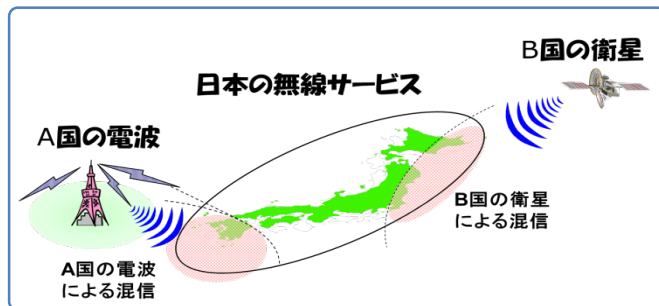 B国の衛星
日本の無線サービス
A国の電波
B国の衛星
による混信
A国の電波
による混信